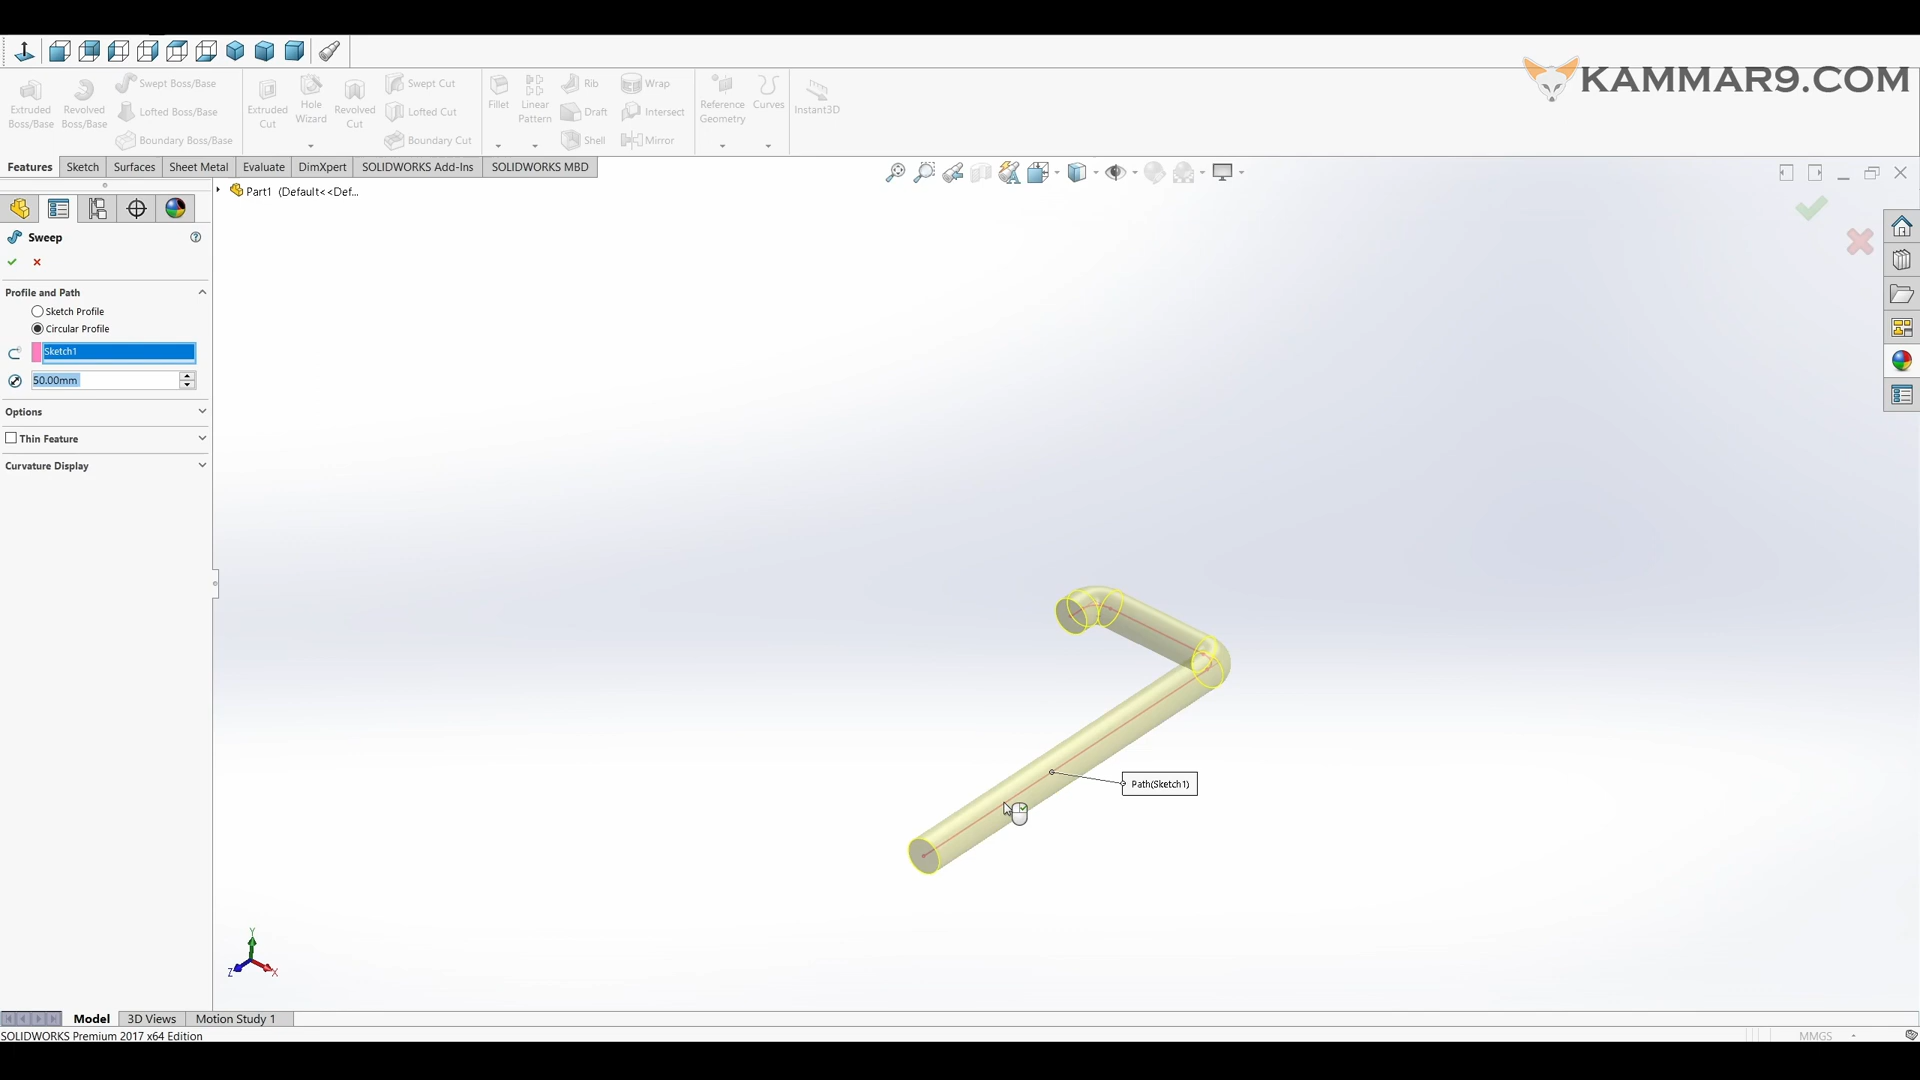 KAMMAR9.COM
Extruded Boss/Base
Revolved Boss/Base
Swept Boss/Base
Lofted Boss/Base
Boundary Boss/Base
Extruded Cut
Hole Wizard
Revolved Cut
Swept Cut
Lofted Cut
Boundary Cut
Fillet
Linear Pattern
Rib
Draft
Shell
Wrap
Intersect
Mirror
Reference Geometry
Curves
Instant3D
Features
Sketch
Surfaces
Sheet Metal
Evaluate
DimXpert
SOLIDWORKS Add-Ins
SOLIDWORKS MBD
Part1 (Default<<Def...
Sweep
Profile and Path
Sketch Profile
Circular Profile
Sketch1
50.00mm
Options
Thin Feature
Curvature Display
Path(Sketch1)
Y
Z
X
Model
3D Views
Motion Study 1
SOLIDWORKS Premium 2017 x64 Edition
MMGS